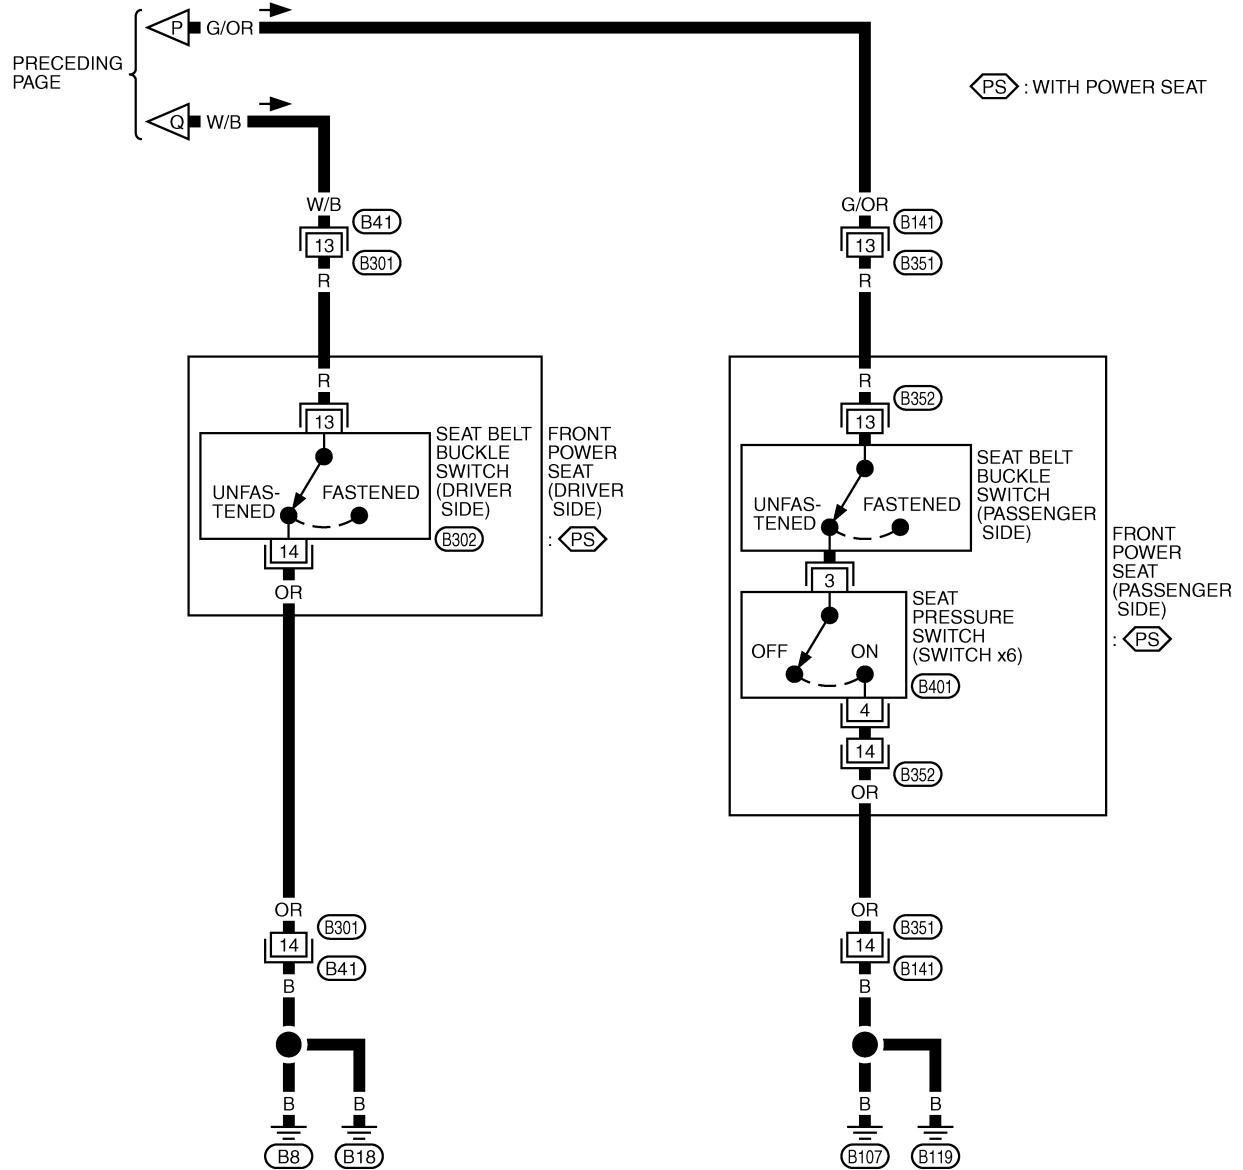 P G/OR
PRECEDING
PAGE
PS : WITH POWER SEAT
Q W/B
W/B
B41
13
B301
R
G/OR
B141
13
B351
R
R
13
SEAT BELT
BUCKLE
SWITCH
(DRIVER
SIDE)
B302
FRONT
POWER
SEAT
(DRIVER
SIDE)
: PS
UNFAS-
TENED
FASTENED
14
OR
R
B352
13
SEAT BELT
BUCKLE
SWITCH
(PASSENGER
SIDE)
UNFAS-
TENED
FASTENED
FRONT
POWER
SEAT
(PASSENGER
SIDE)
: PS
3
SEAT
PRESSURE
SWITCH
(SWITCH x6)
B401
OFF
ON
4
14
B352
OR
OR
B301
14
B41
B
OR
B351
14
B141
B
B
B
B
B
B8
B18
B107
B119